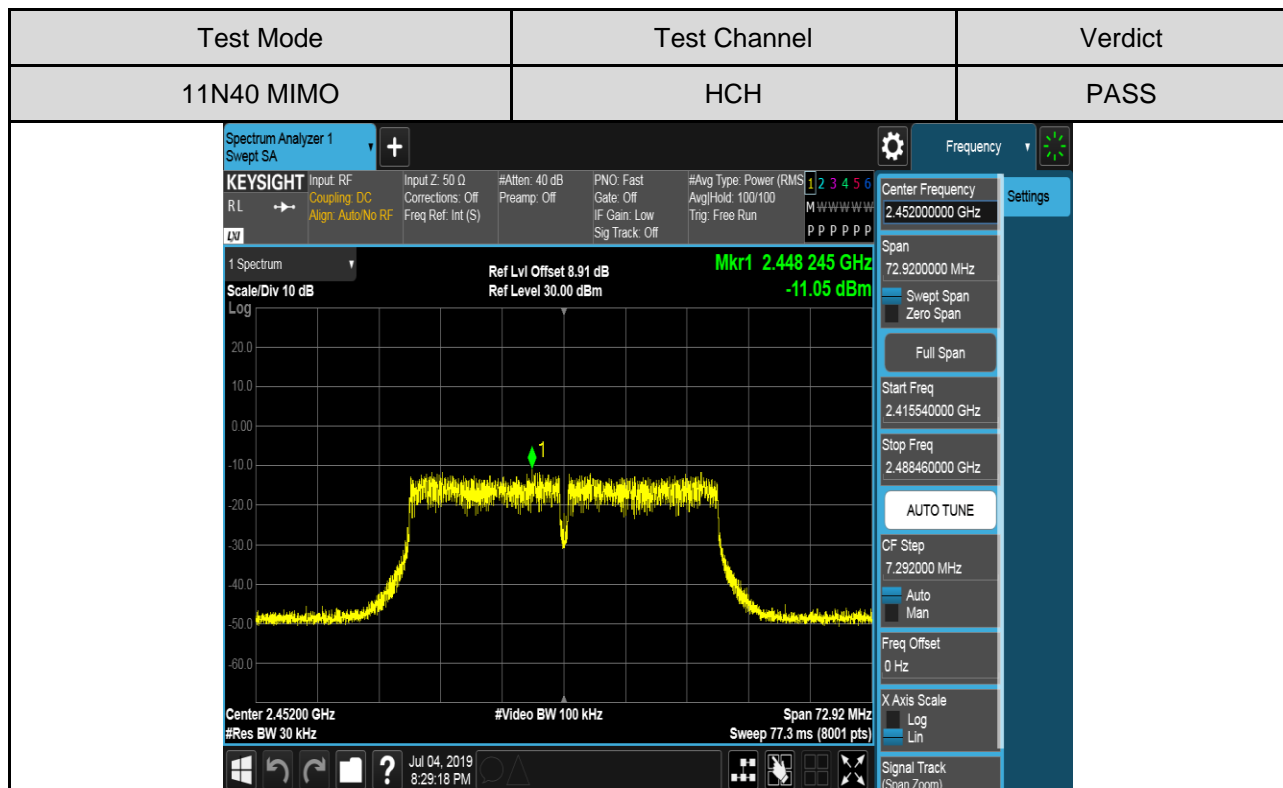 Test Mode Test Channel Verdict
11N40 MIMO HCH PASS
Spectrum Analyzer 1
Swept SA
+
Frequency
KEYSIGHT Input: RF Input Z: 50 Ω #Atten: 40 dB PNO: Fast #Avg Type: Power (RMS 1 2 3 4 5 6
RL Coupling: DC Corrections: Off Preamp: Off Gate: Off Avg|Hold: 100/100 M W W W W W
Align: Auto/No RF Freq Ref: Int (S) IF Gain: Low Trig: Free Run
LXI Sig Track: Off P P P P P P
1 Spectrum
Scale/Div 10 dB
Ref Lvl Offset 8.91 dB
Ref Level 30.00 dBm
Mkr1 2.448 245 GHz
-11.05 dBm
Log
20.0
10.0
0.00
-10.0
-20.0
-30.0
-40.0
-50.0
-60.0
1
Center 2.45200 GHz #Video BW 100 kHz Span 72.92 MHz
#Res BW 30 kHz Sweep 77.3 ms (8001 pts)
? Jul 04, 2019
8:29:18 PM
Center Frequency
2.452000000 GHz
Settings
Span
72.9200000 MHz
Swept Span
Zero Span
Full Span
Start Freq
2.415540000 GHz
Stop Freq
2.488460000 GHz
AUTO TUNE
CF Step
7.292000 MHz
Auto
Man
Freq Offset
0 Hz
X Axis Scale
Log
Lin
Signal Track
(Span Zoom)